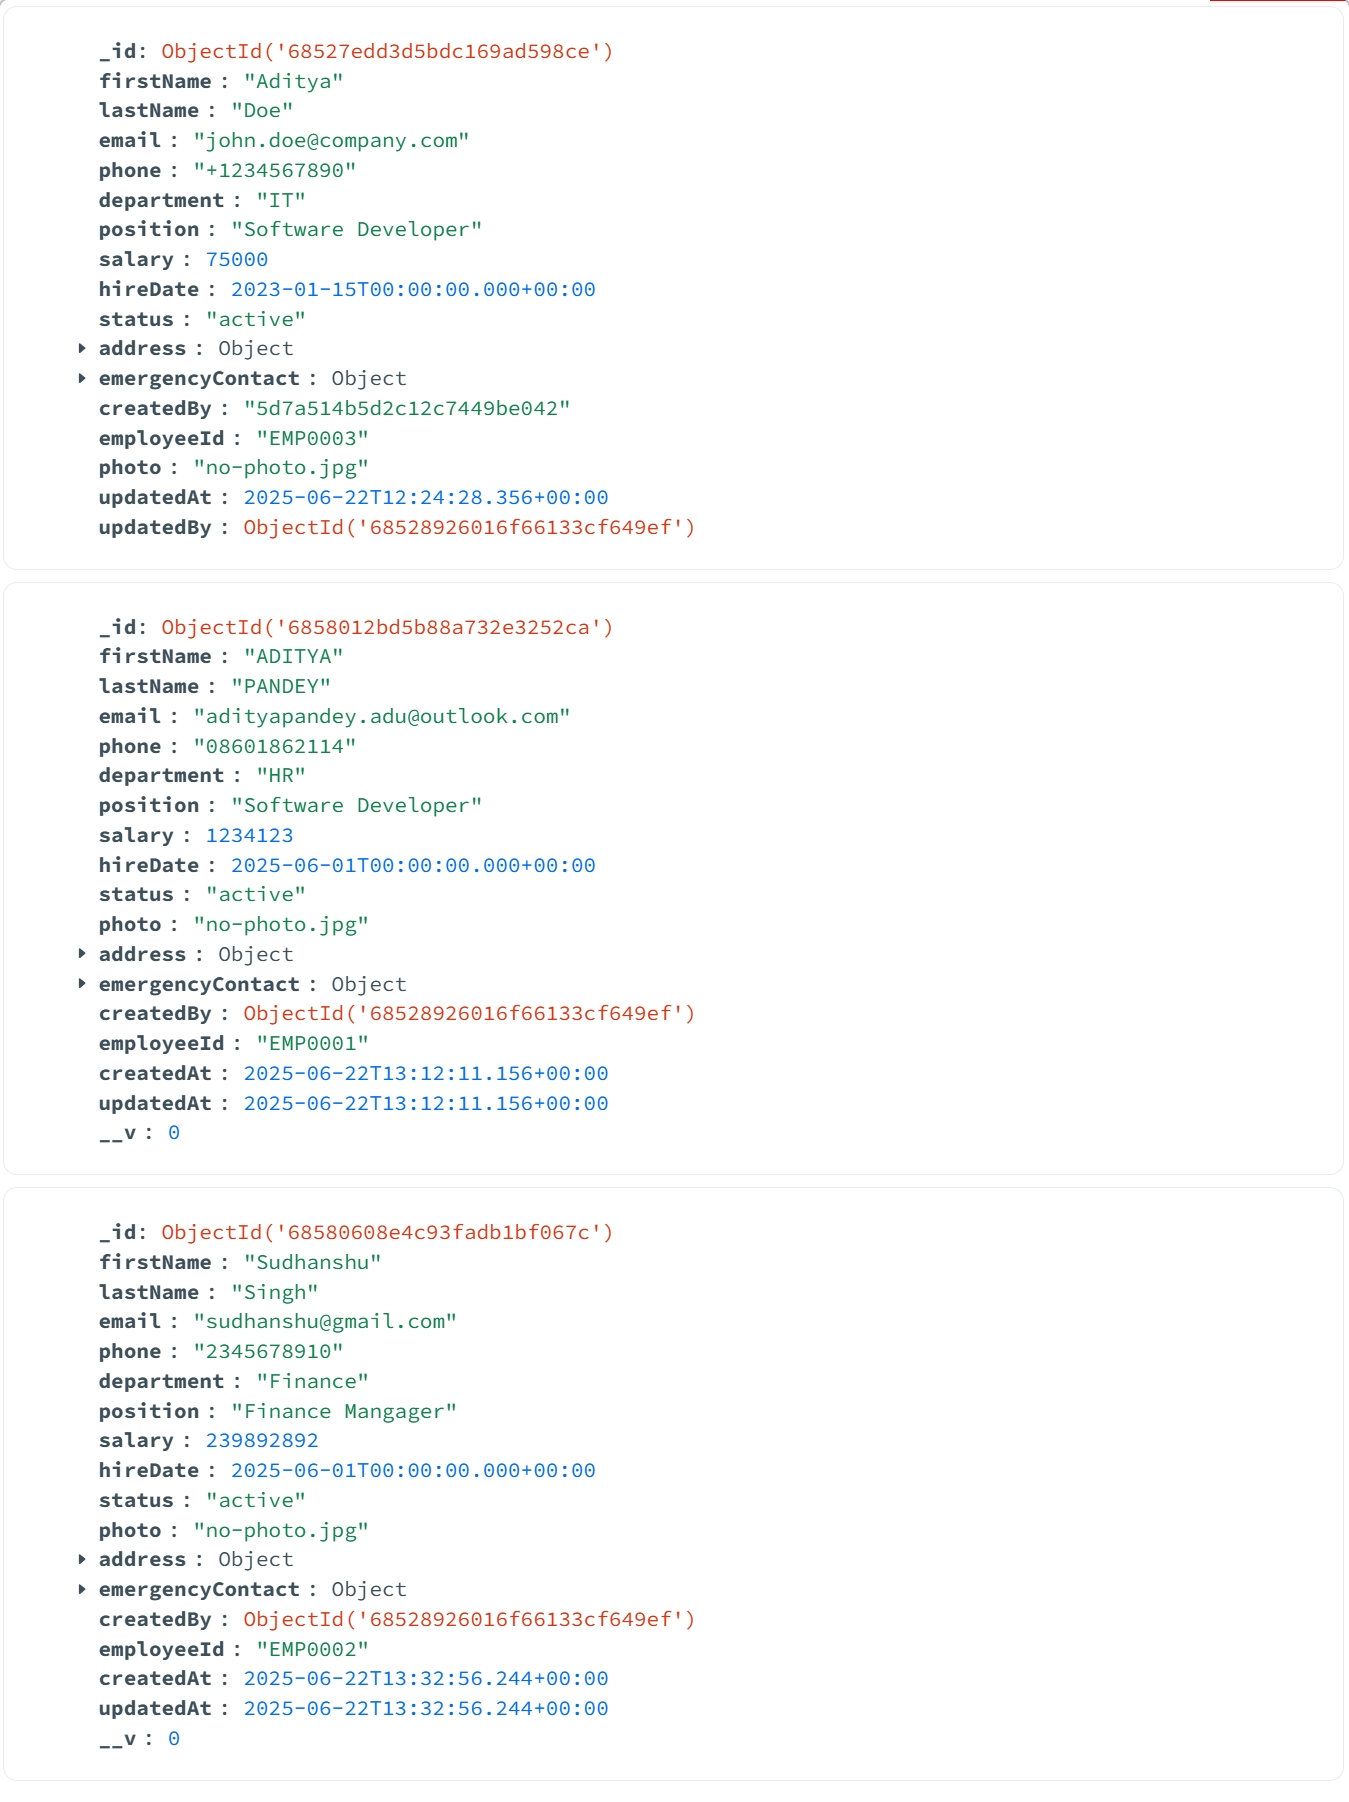 _id: ObjectId('68527edd3d5bdc169ad598ce')
firstName : "Aditya"
lastName : "Doe"
email : "john.doe@company.com"
phone : "+1234567890"
department : "IT"
position : "Software Developer"
salary : 75000
hireDate : 2023-01-15T00:00:00.000+00:00
status : "active"
address : Object
emergencyContact : Object
createdBy : "5d7a514b5d2c12c7449be042"
employeeId : "EMP0003"
photo : "no-photo.jpg"
updatedAt : 2025-06-22T12:24:28.356+00:00
updatedBy : ObjectId('68528926016f66133cf649ef')
_id: ObjectId('6858012bd5b88a732e3252ca')
firstName : "ADITYA"
lastName : "PANDEY"
email : "adityapandey.adu@outlook.com"
phone : "08601862114"
department : "HR"
position : "Software Developer"
salary : 1234123
hireDate : 2025-06-01T00:00:00.000+00:00
status : "active"
photo : "no-photo.jpg"
address : Object
emergencyContact : Object
createdBy : ObjectId('68528926016f66133cf649ef')
employeeId : "EMP0001"
createdAt : 2025-06-22T13:12:11.156+00:00
updatedAt : 2025-06-22T13:12:11.156+00:00
__v : 0
_id: ObjectId('68580608e4c93fadb1bf067c')
firstName : "Sudhanshu"
lastName : "Singh"
email : "sudhanshu@gmail.com"
phone : "2345678910"
department : "Finance"
position : "Finance Mangager"
salary : 239892892
hireDate : 2025-06-01T00:00:00.000+00:00
status : "active"
photo : "no-photo.jpg"
address : Object
emergencyContact : Object
createdBy : ObjectId('68528926016f66133cf649ef')
employeeId : "EMP0002"
createdAt : 2025-06-22T13:32:56.244+00:00
updatedAt : 2025-06-22T13:32:56.244+00:00
__v : 0